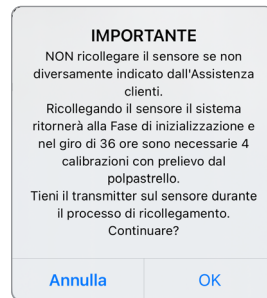 IMPORTANTE
NON ricollegare il sensore se non
diversamente indicato dall'Assistenza
clienti.
Ricollegando il sensore il sistema
ritornerà alla Fase di inizializzazione e
nel giro di 36 ore sono necessarie 4
calibrazioni con prelievo dal
polpastrello.
Tieni il transmitter sul sensore durante
il processo di ricollegamento.
Continuare?
Annulla
OK